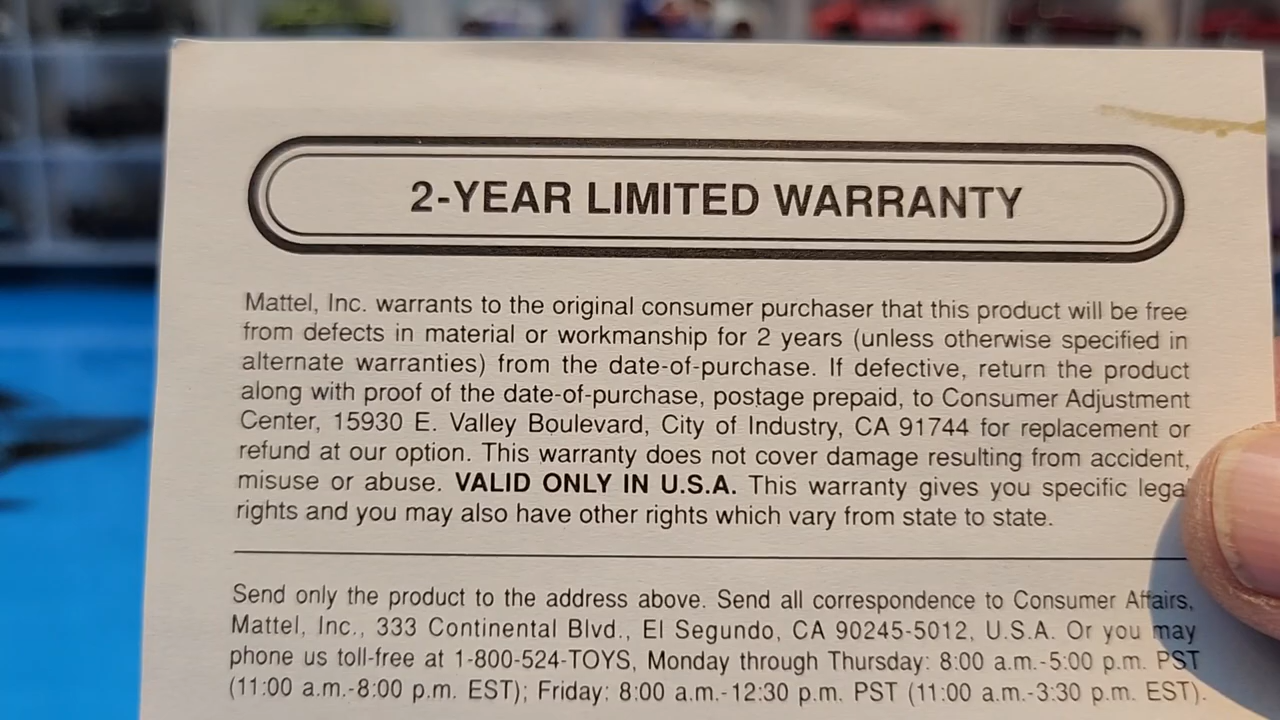 2-YEAR LIMITED WARRANTY
Mattel, Inc. warrants to the original consumer purchaser that this product will be free
from defects in material or workmanship for 2 years (unless otherwise specified in
alternate warranties) from the date-of-purchase. If defective, return the product
along with proof of the date-of-purchase, postage prepaid, to Consumer Adjustment
Center, 15930 E. Valley Boulevard, City of Industry, CA 91744 for replacement or
refund at our option. This warranty does not cover damage resulting from accident,
misuse or abuse. VALID ONLY IN U.S.A. This warranty gives you specific legal
rights and you may also have other rights which vary from state to state.
Send only the product to the address above. Send all correspondence to Consumer Affairs,
Mattel, Inc., 333 Continental Blvd., El Segundo, CA 90245-5012, U.S.A. Or you may
phone us toll-free at 1-800-524-TOYS, Monday through Thursday: 8:00 a.m.-5:00 p.m. PST
(11:00 a.m.-8:00 p.m. EST); Friday: 8:00 a.m.-12:30 p.m. PST (11:00 a.m.-3:30 p.m. EST).